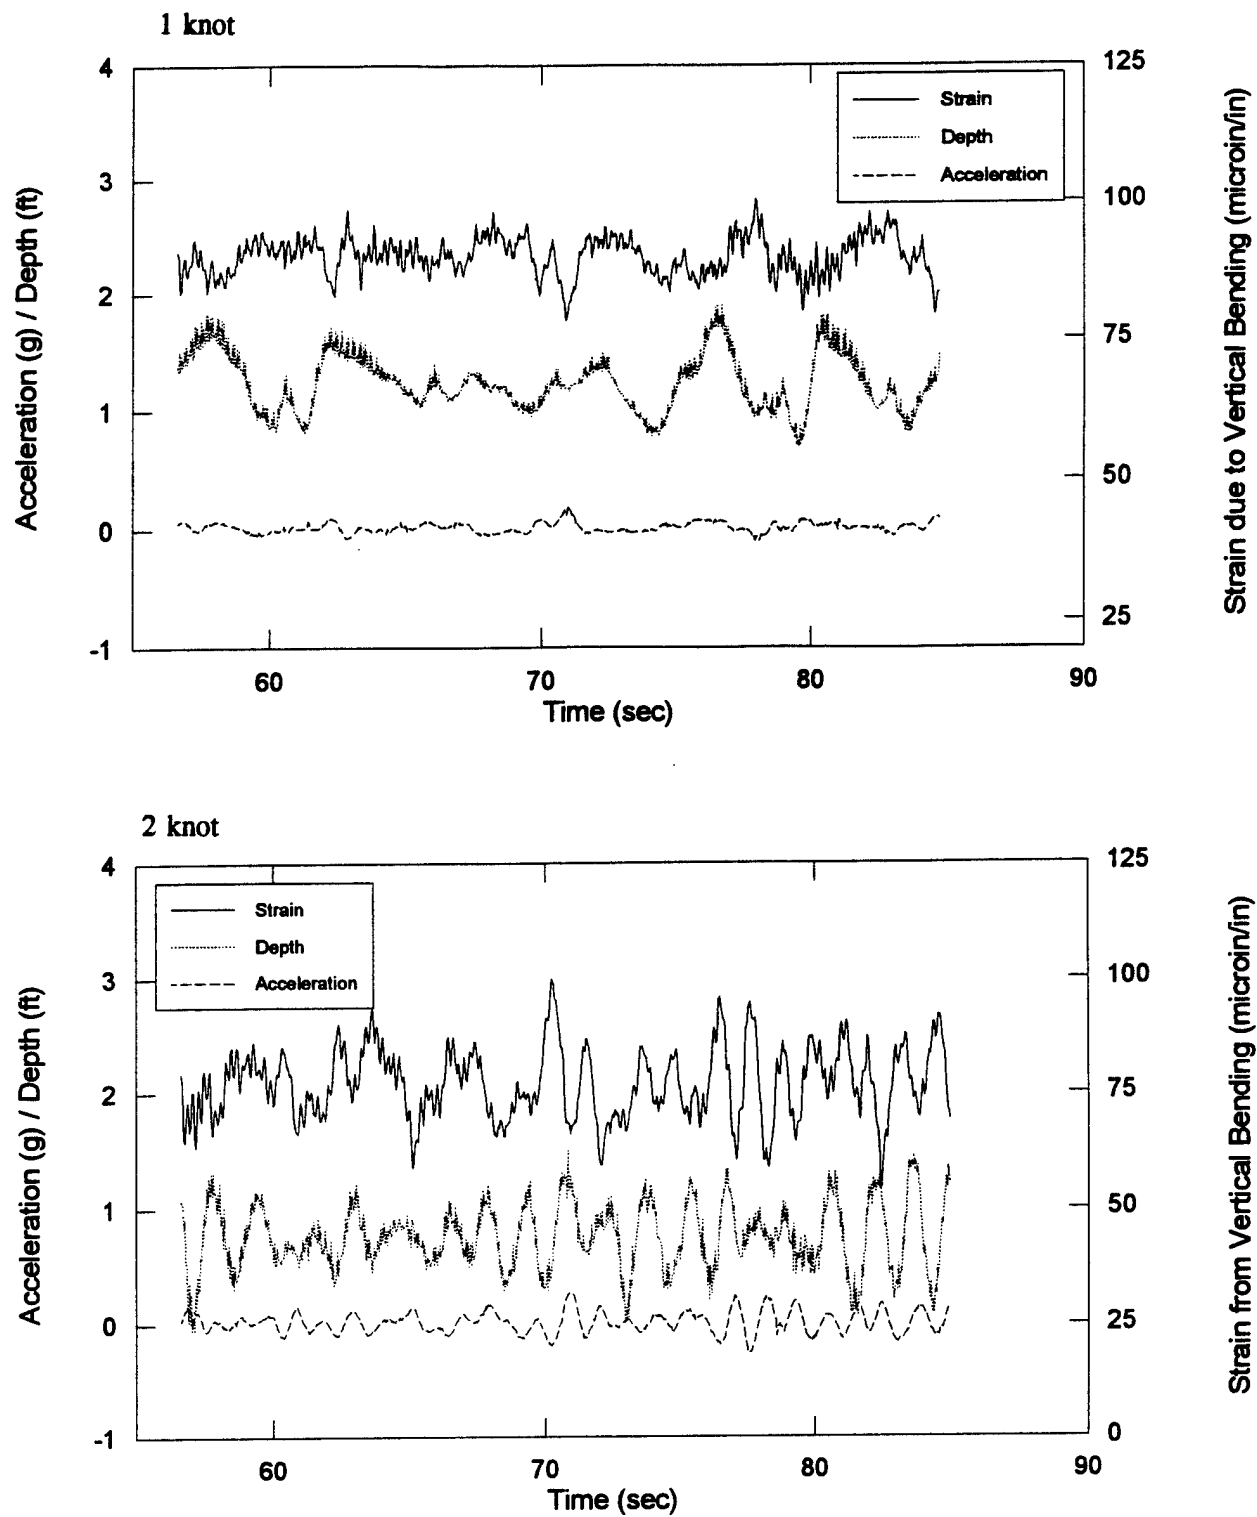 1 knot
4
3
2
1
0
-1
125
100
75
50
25
60
70
80
90
Strain
Depth
Acceleration
Acceleration (g) / Depth (ft)
Strain due to Vertical Bending (microin/in)
Time (sec)
2 knot
4
3
2
1
0
-1
125
100
75
50
25
0
60
70
80
90
Strain
Depth
Acceleration
Acceleration (g) / Depth (ft)
Strain from Vertical Bending (microin/in)
Time (sec)